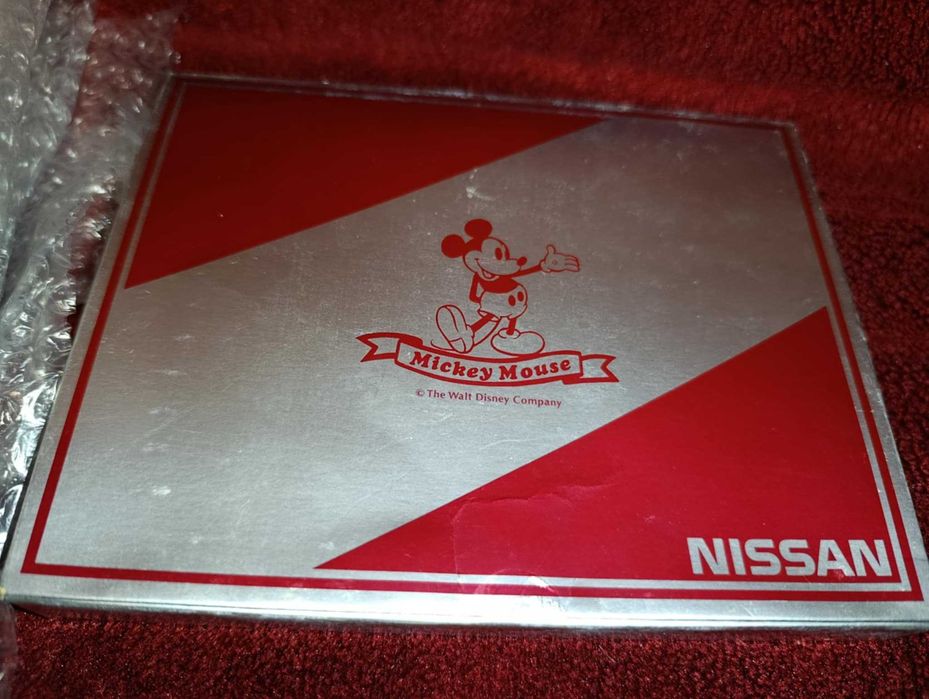 Mickey Mouse
© The Walt Disney Company
NISSAN